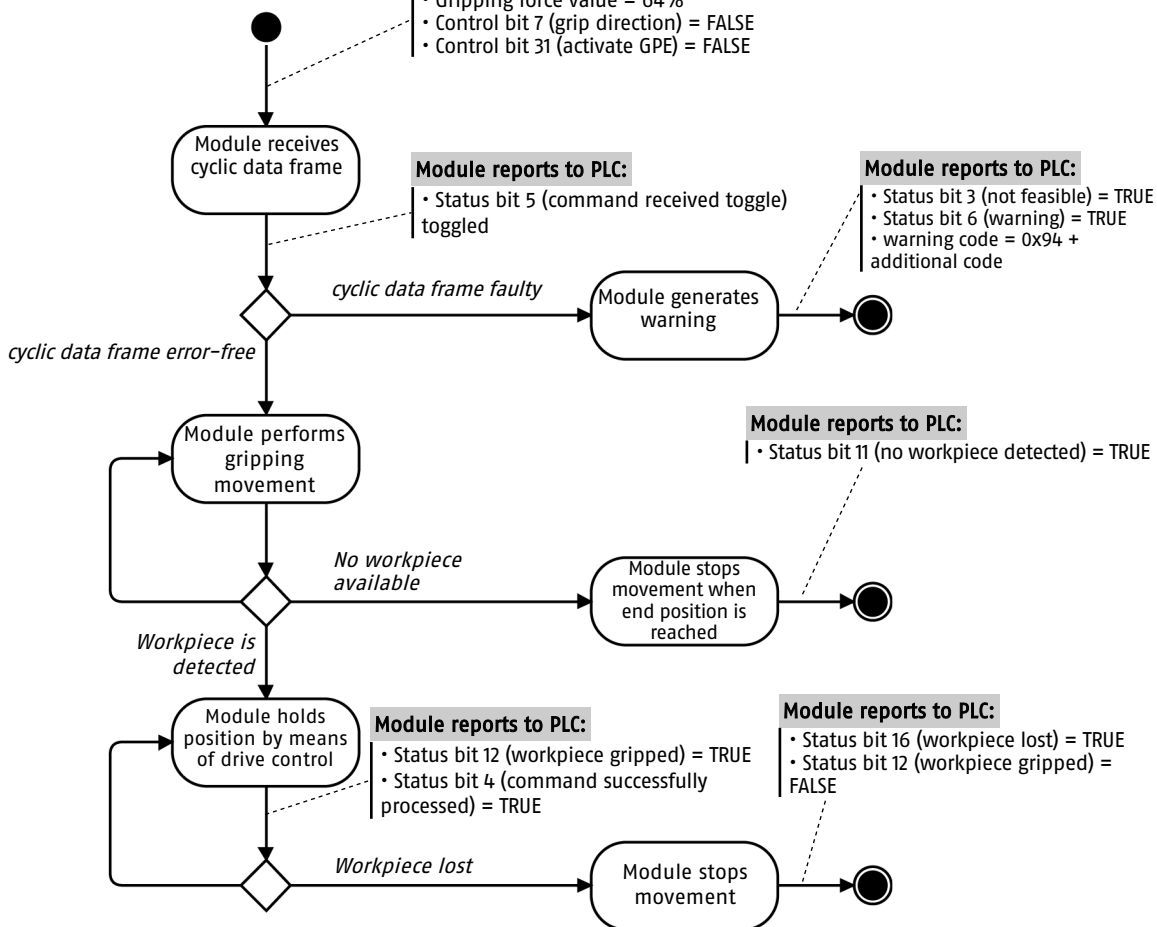 • Gripping force value = 64%
• Control bit 7 (grip direction) = FALSE
• Control bit 31 (activate GPE) = FALSE
Module receives
cyclic data frame
Module reports to PLC:
• Status bit 5 (command received toggle)
toggled
Module reports to PLC:
• Status bit 3 (not feasible) = TRUE
• Status bit 6 (warning) = TRUE
• warning code = 0x94 +
additional code
cyclic data frame faulty
Module generates
warning
cyclic data frame error-free
Module performs
gripping
movement
Module reports to PLC:
• Status bit 11 (no workpiece detected) = TRUE
No workpiece
available
Module stops
movement when
end position is
reached
Workpiece is
detected
Module holds
position by means
of drive control
Module reports to PLC:
• Status bit 12 (workpiece gripped) = TRUE
• Status bit 4 (command successfully
processed) = TRUE
Module reports to PLC:
• Status bit 16 (workpiece lost) = TRUE
• Status bit 12 (workpiece gripped) =
FALSE
Workpiece lost
Module stops
movement